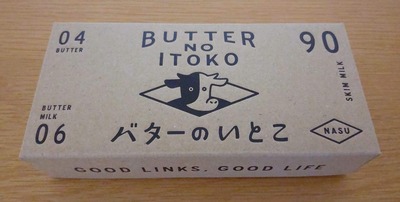 04
BUTTER
BUTTER
NO
ITOKO
90
SKIM MILK
BUTTER
MILK
06
バターのいとこ
NASU
GOOD LINKS, GOOD LIFE